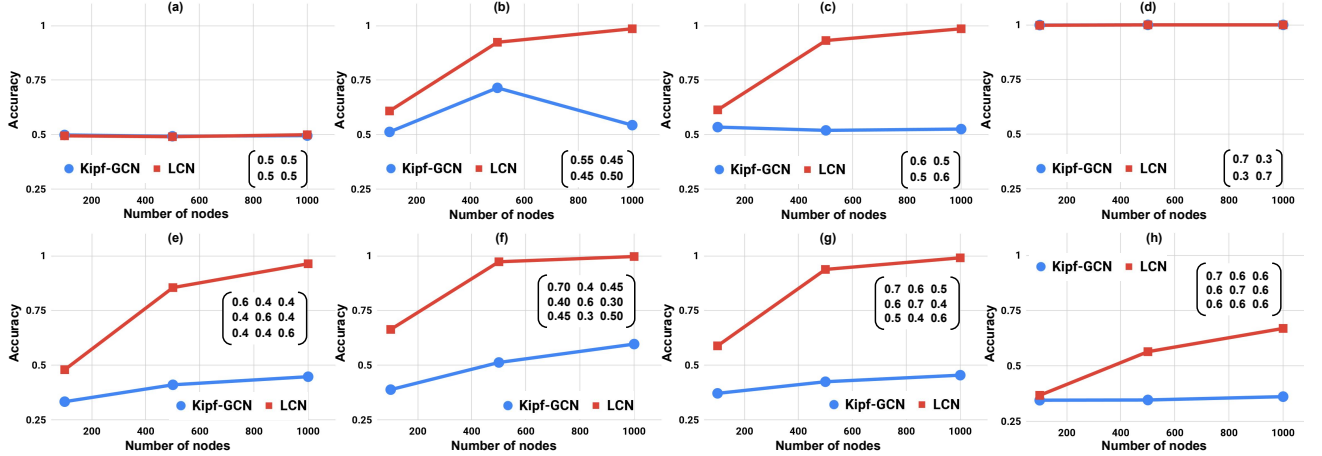 (a)
1
0.75
0.5
0.25
Accuracy
Kipf-GCN LCN
0.5 0.5
0.5 0.5
200 400 600 800 1000
Number of nodes
(b)
1
0.75
0.5
0.25
Accuracy
Kipf-GCN LCN
0.55 0.45
0.45 0.50
200 400 600 800 1000
Number of nodes
(c)
1
0.75
0.5
0.25
Accuracy
Kipf-GCN LCN
0.6 0.5
0.5 0.6
200 400 600 800 1000
Number of nodes
(d)
1
0.75
0.5
0.25
Accuracy
Kipf-GCN LCN
0.7 0.3
0.3 0.7
200 400 600 800 1000
Number of nodes
(e)
1
0.75
0.5
0.25
Accuracy
0.6 0.4 0.4
0.4 0.6 0.4
0.4 0.4 0.6
Kipf-GCN LCN
200 400 600 800 1000
Number of nodes
(f)
1
0.75
0.5
0.25
Accuracy
0.70 0.4 0.45
0.40 0.6 0.30
0.45 0.3 0.50
Kipf-GCN LCN
200 400 600 800 1000
Number of nodes
(g)
1
0.75
0.5
0.25
Accuracy
0.7 0.6 0.5
0.6 0.7 0.4
0.5 0.4 0.6
Kipf-GCN LCN
200 400 600 800 1000
Number of nodes
(h)
1
0.75
0.5
0.25
Accuracy
Kipf-GCN LCN
0.7 0.6 0.6
0.6 0.7 0.6
0.6 0.6 0.6
200 400 600 800 1000
Number of nodes